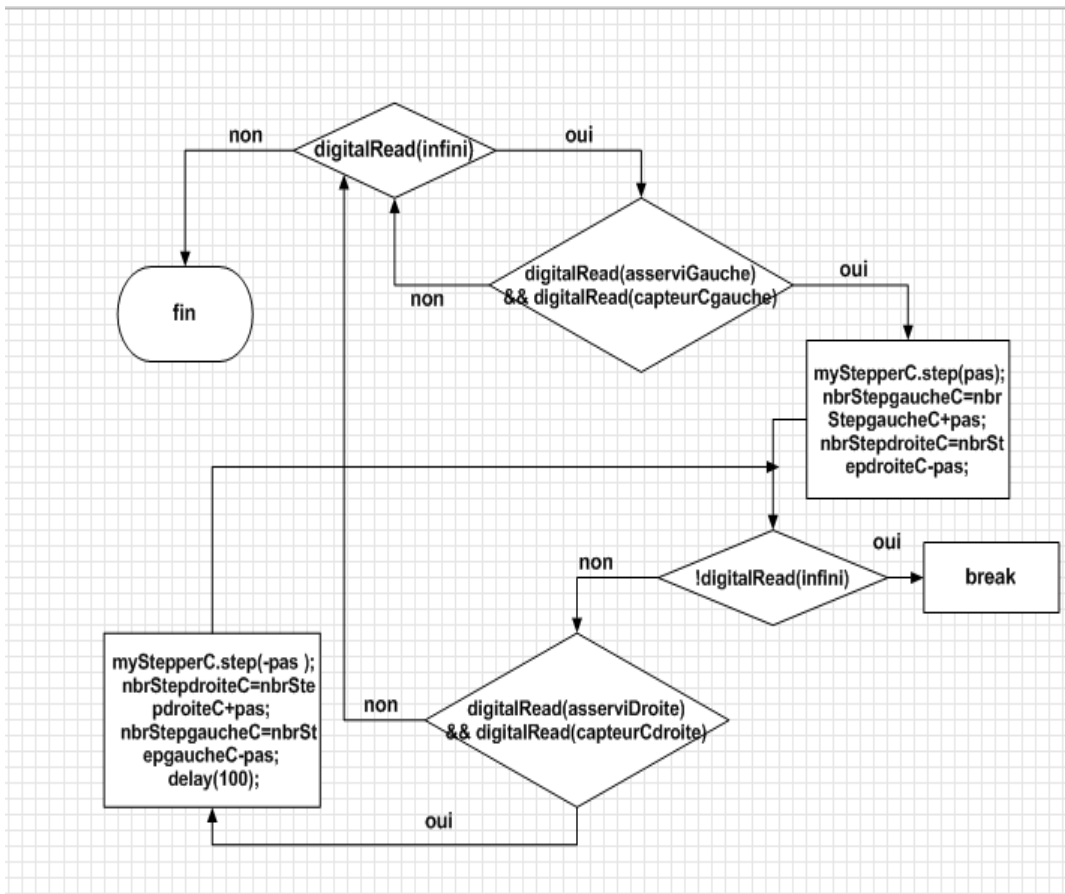 non
digitalRead(infini)
oui
digitalRead(asserviGauche)
&& digitalRead(capteurCgauche)
oui
non
fin
myStepperC.step(pas);
nbrStepgaucheC=nbr
StepgaucheC+pas;
nbrStepdroiteC=nbrSt
epdroiteC-pas;
!digitalRead(infini)
oui
break
non
digitalRead(asserviDroite)
&& digitalRead(capteurCdroite)
non
oui
myStepperC.step(-pas );
nbrStepdroiteC=nbrSte
pdroiteC+pas;
nbrStepgaucheC=nbrSt
epgaucheC-pas;
delay(100);